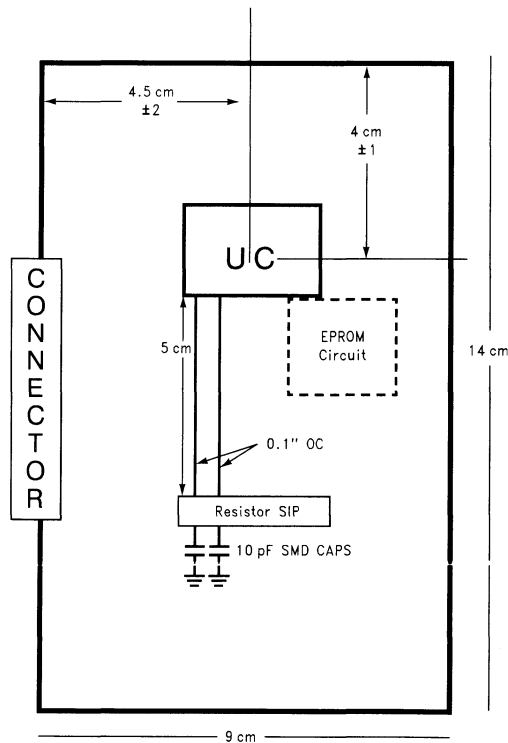 4.5 cm
±2
4 cm
±1
UC
CONNECTOR
EPROM
Circuit
5 cm
14 cm
0.1" OC
Resistor SIP
10 pF SMD CAPS
9 cm